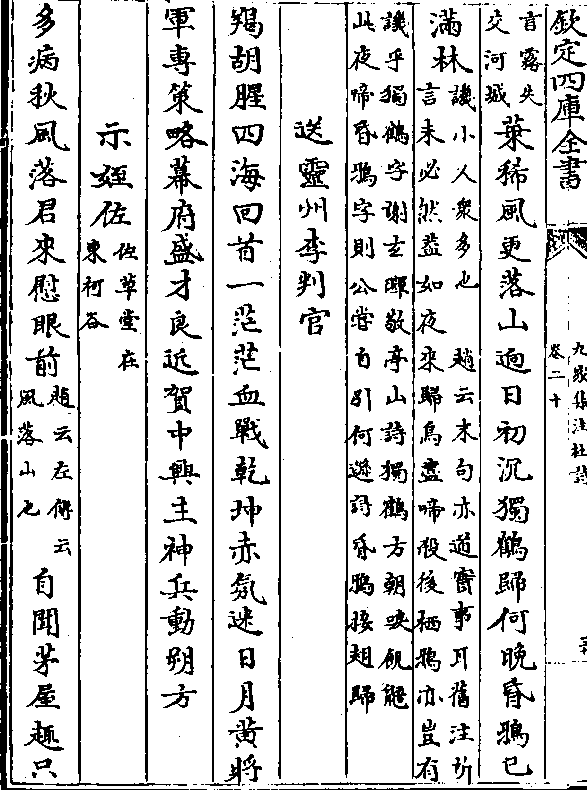 欽定四庫全書
九家集注杜詩
卷二十
言霧失
交河城
葉稀風更落山迥日初沉獨鶴歸何晚昏鴉已
滿林
譏小人衆多也 趙云末句亦道實事耳舊注所
言未必然蓋如夜來歸鳥盡啼殺後栖鴉亦豈有
譏乎獨鶴字謝玄暉敬亭山詩獨鶴方朝唳飢鼯
此夜啼昏鴉字則公嘗自引何遜詩昏鴉接翅歸
送靈州李判官
羯胡腥四海回首一茫茫血戰乾坤赤氛迷日月黄將
軍專策略幕府盛才良近賀中興主神兵動朔方
示姪佐
佐草堂在
東柯谷
多病秋風落君來慰眼前
趙云左傳云
風落山也
自聞茅屋趣只